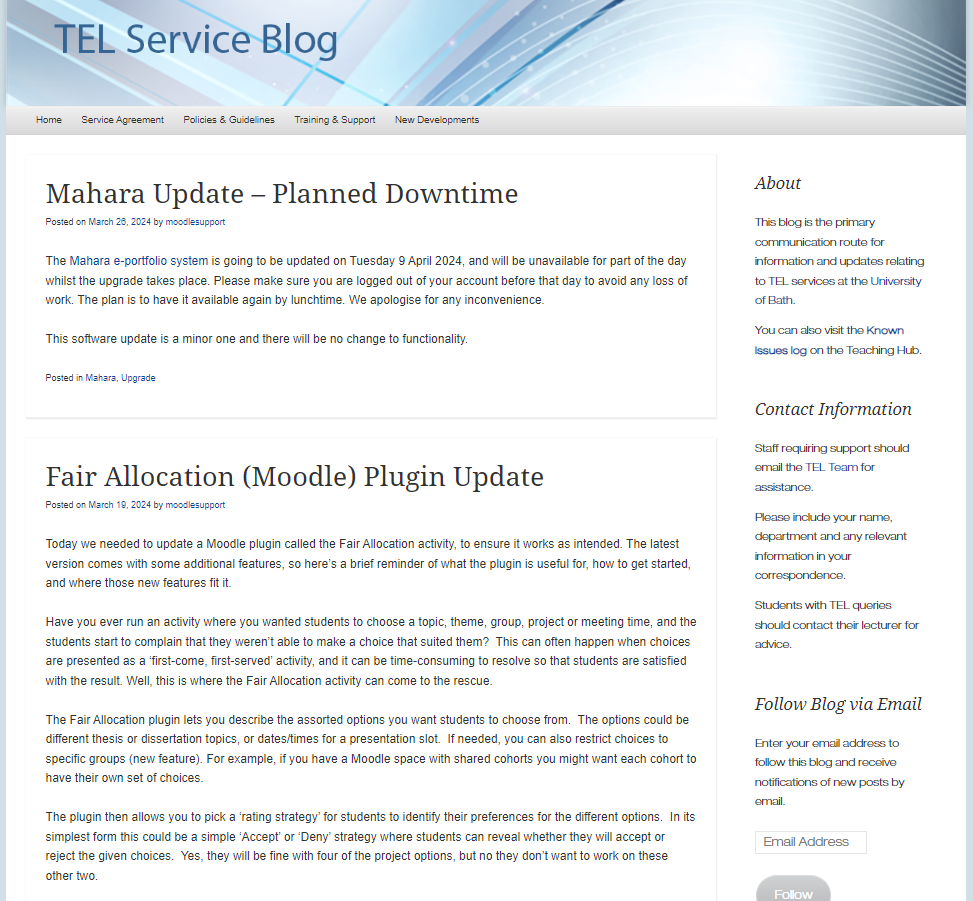 TEL Service Blog
Home Service Agreement Policies & Guidelines Training & Support New Developments
Mahara Update – Planned Downtime
Posted on March 26, 2024 by moodlesupport
The Mahara e-portfolio system is going to be updated on Tuesday 9 April 2024, and will be unavailable for part of the day
whilst the upgrade takes place. Please make sure you are logged out of your account before that day to avoid any loss of
work. The plan is to have it available again by lunchtime. We apologise for any inconvenience.
This software update is a minor one and there will be no change to functionality.
Posted in Mahara, Upgrade
Fair Allocation (Moodle) Plugin Update
Posted on March 19, 2024 by moodlesupport
Today we needed to update a Moodle plugin called the Fair Allocation activity, to ensure it works as intended. The latest
version comes with some additional features, so here's a brief reminder of what the plugin is useful for, how to get started,
and where those new features fit it.
Have you ever run an activity where you wanted students to choose a topic, theme, group, project or meeting time, and the
students start to complain that they weren't able to make a choice that suited them?  This can often happen when choices
are presented as a 'first-come, first-served' activity, and it can be time-consuming to resolve so that students are satisfied
with the result. Well, this is where the Fair Allocation activity can come to the rescue.
The Fair Allocation plugin lets you describe the assorted options you want students to choose from.  The options could be
different thesis or dissertation topics, or dates/times for a presentation slot.  If needed, you can also restrict choices to
specific groups (new feature). For example, if you have a Moodle space with shared cohorts you might want each cohort to
have their own set of choices.
The plugin then allows you to pick a 'rating strategy' for students to identify their preferences for the different options.  In its
simplest form this could be a simple 'Accept' or 'Deny' strategy where students can reveal whether they will accept or
reject the given choices.  Yes, they will be fine with four of the project options, but no they don't want to work on these
other two.
About
This blog is the primary
communication route for
information and updates relating
to TEL services at the University
of Bath.
You can also visit the Known
Issues log on the Teaching Hub.
Contact Information
Staff requiring support should
email the TEL Team for
assistance.
Please include your name,
department and any relevant
information in your
correspondence.
Students with TEL queries
should contact their lecturer for
advice.
Follow Blog via Email
Enter your email address to
follow this blog and receive
notifications of new posts by
email.
Email Address
Follow